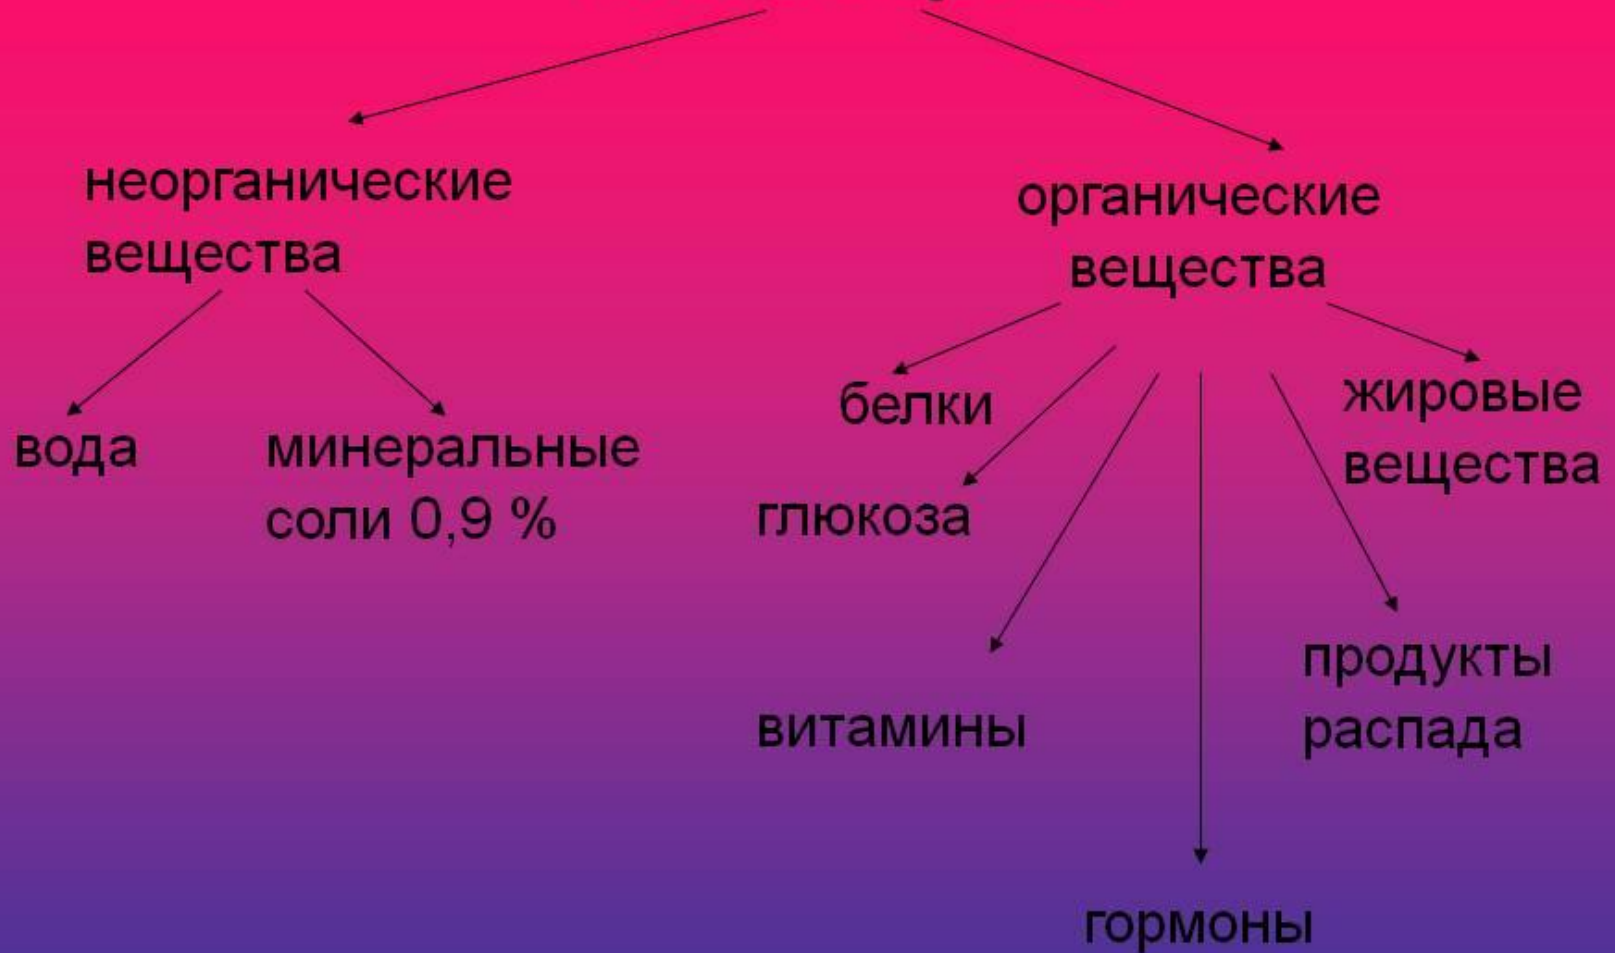 неорганические
вещества
органические
вещества
вода
минеральные
соли 0,9 %
белки
глюкоза
витамины
гормоны
продукты
распада
жировые
вещества